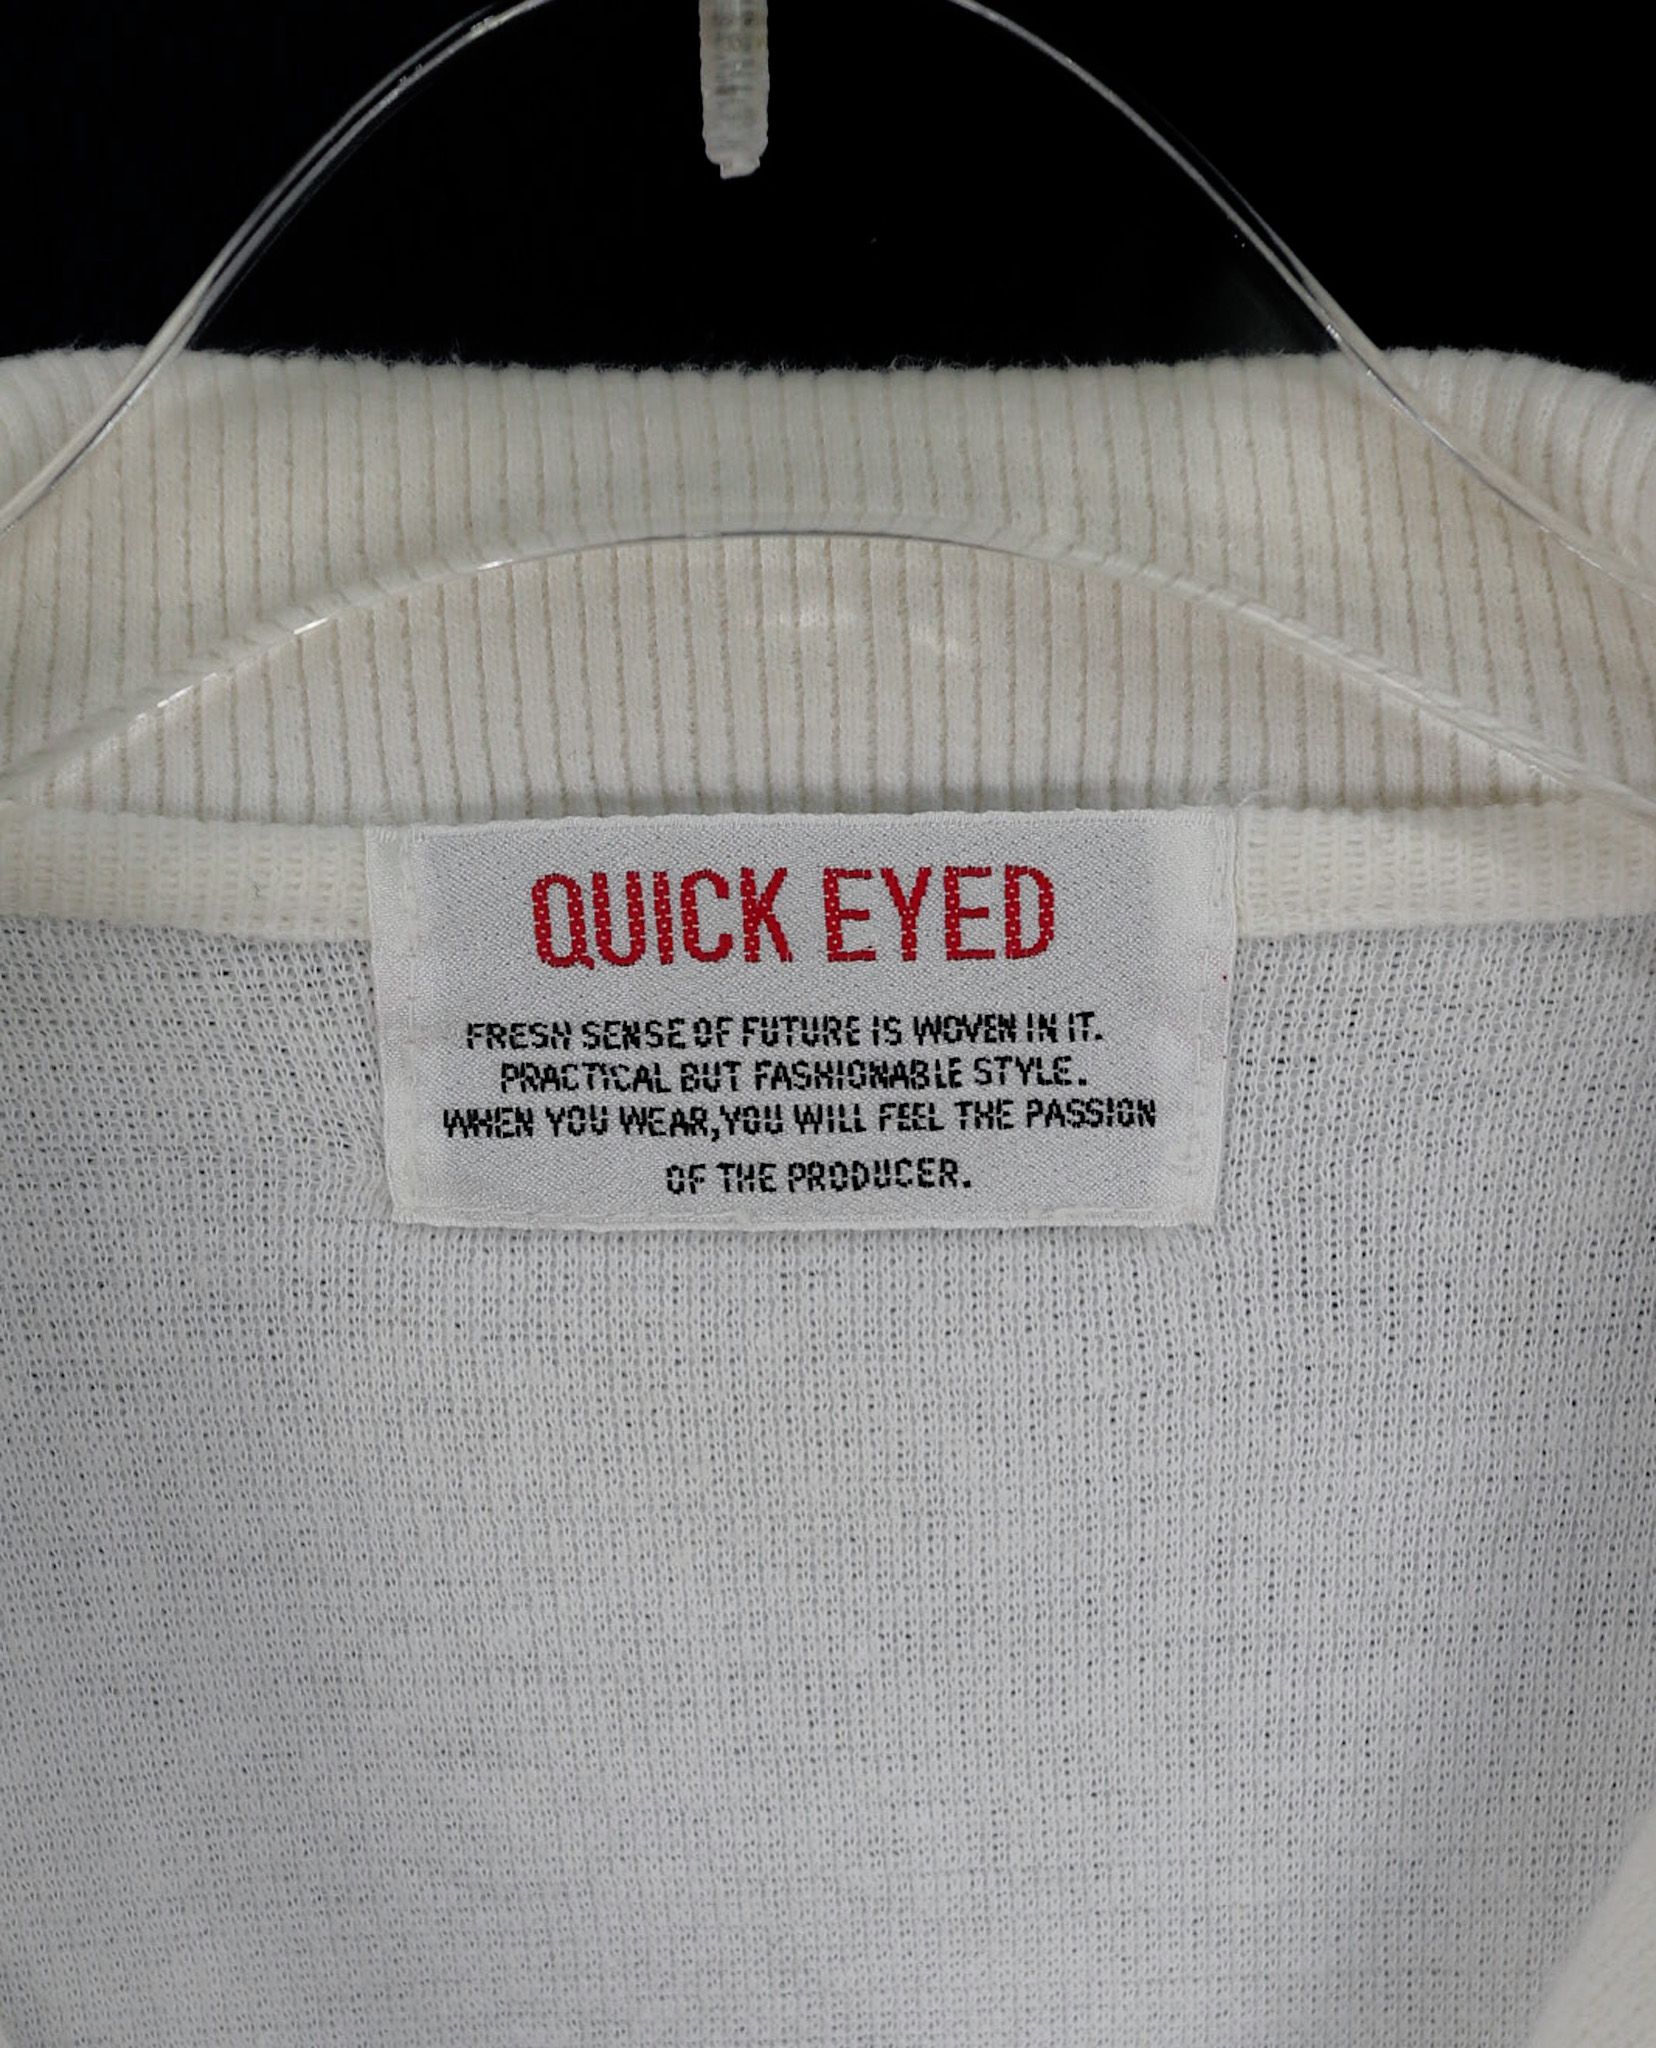 QUICK EYED
FRESH SENSE OF FUTURE IS WOVEN IN IT.
PRACTICAL BUT FASHIONABLE STYLE.
WHEN YOU WEAR,YOU WILL FEEL THE PASSION
OF THE PRODUCER.